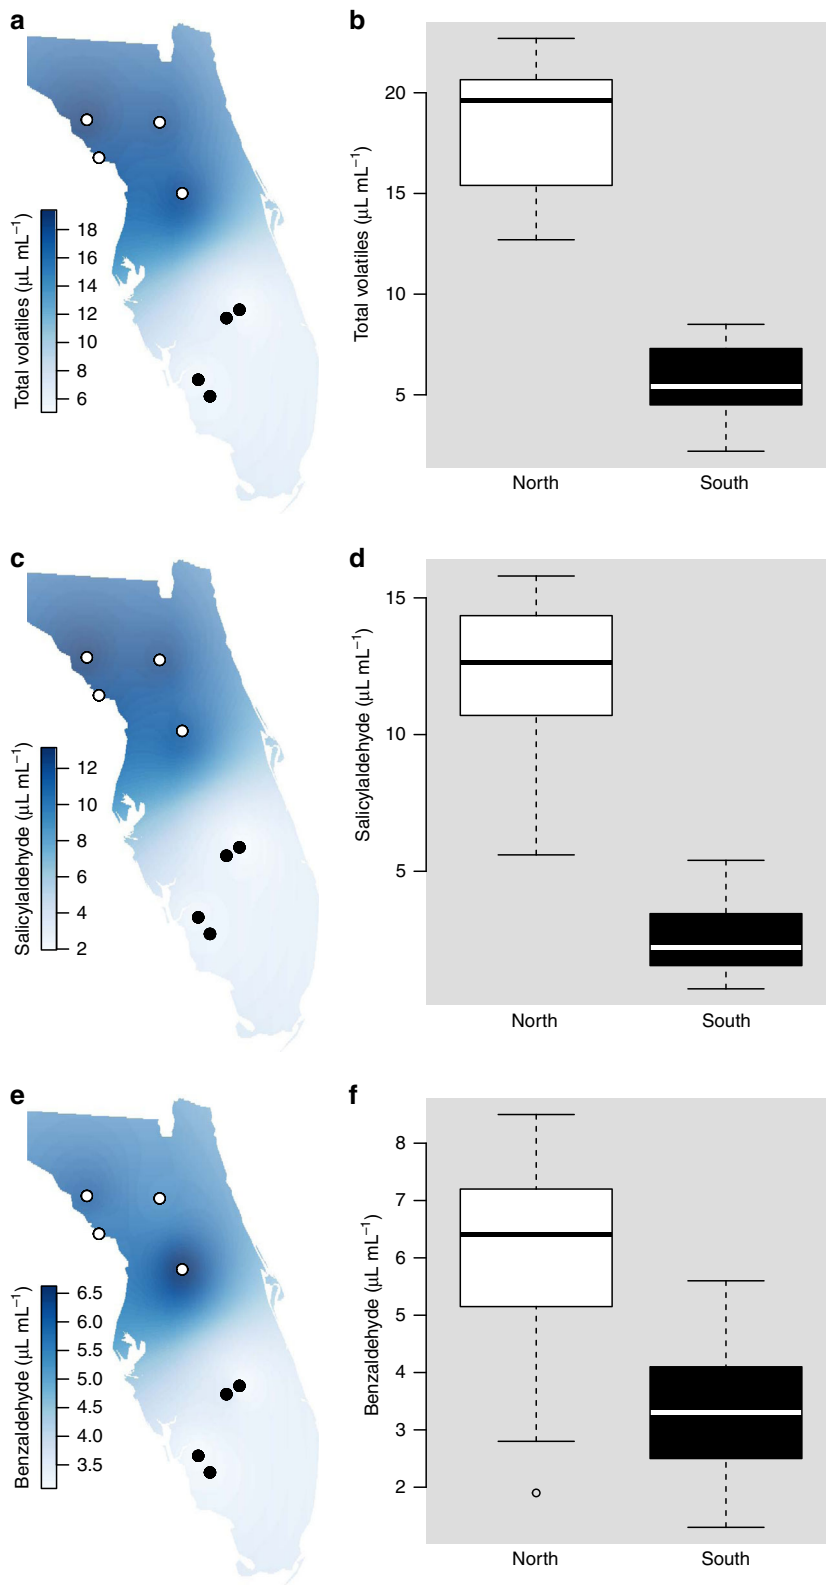 a
Total volatiles (µL mL⁻¹)
18
16
14
12
10
8
6
b
Total volatiles (µL mL⁻¹)
20
15
10
5
North South
c
Salicylaldehyde (µL mL⁻¹)
12
10
8
6
4
2
d
Salicylaldehyde (µL mL⁻¹)
15
10
5
North South
e
Benzaldehyde (µL mL⁻¹)
6.5
6.0
5.5
5.0
4.5
4.0
3.5
f
Benzaldehyde (µL mL⁻¹)
8
7
6
5
4
3
2
North South